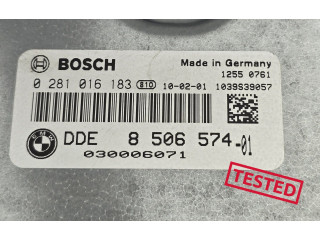 BOSCH
Made in Germany
1255 0761
0 281 016 183 810 10-02-01 1039S39057
BMW
DDE 8 506 574-01
030006071
TESTED